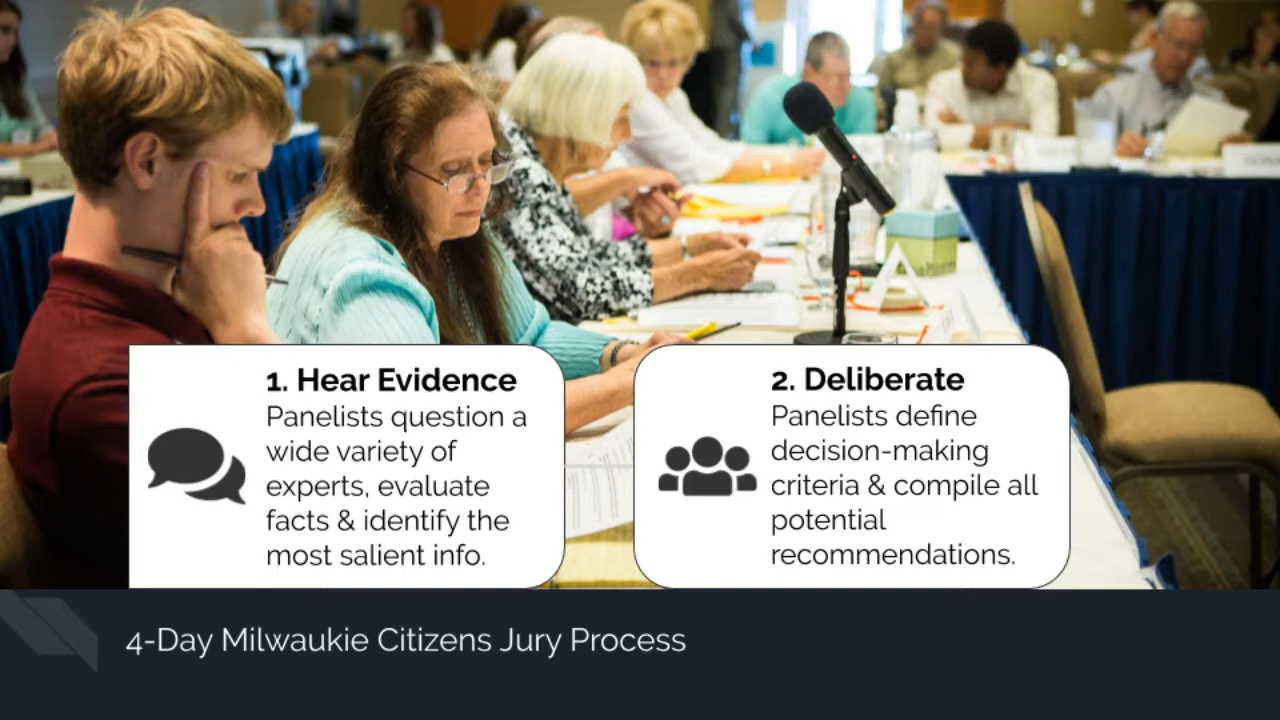 1. Hear Evidence
Panelists question a
wide variety of
experts, evaluate
facts & identify the
most salient info.
2. Deliberate
Panelists define
decision-making
criteria & compile all
potential
recommendations.
4-Day Milwaukie Citizens Jury Process